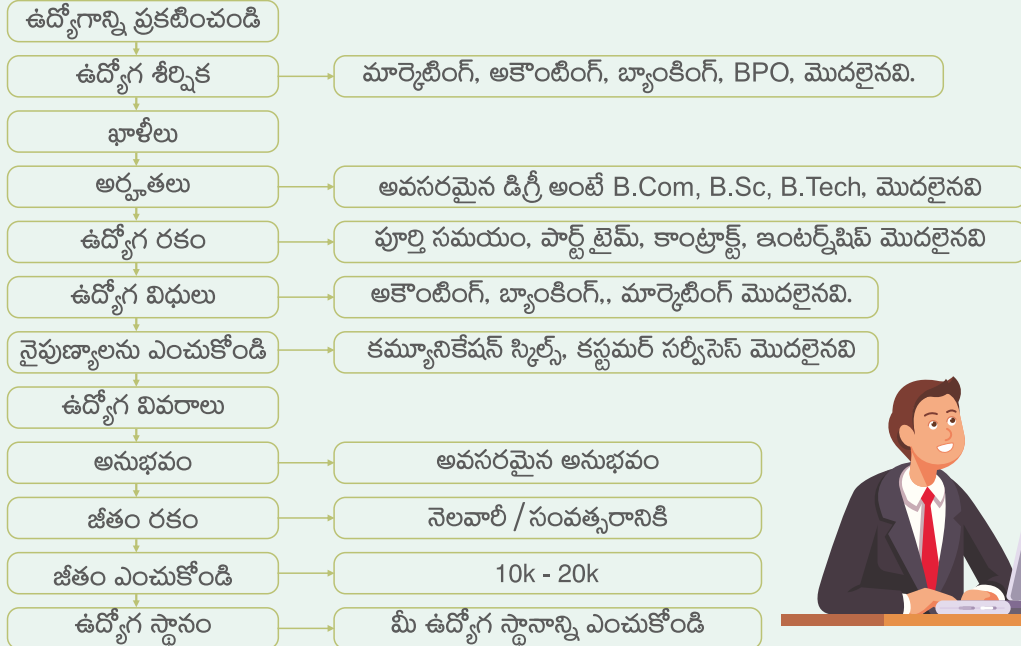 ఉద్యోగాన్ని ప్రకటించండి
ఉద్యోగ శీర్షిక
మార్కెటింగ్, అకౌంటింగ్, బ్యాంకింగ్, BPO, మొదలైనవి.
ఖాళీలు
అర్హతలు
అవసరమైన డిగ్రీ అంటే B.Com, B.Sc, B.Tech, మొదలైనవి
ఉద్యోగ రకం
పూర్తి సమయం, పార్ట్ టైమ్, కాంట్రాక్ట్, ఇంటర్న్‌షిప్ మొదలైనవి
ఉద్యోగ విధులు
అకౌంటింగ్, బ్యాంకింగ్,, మార్కెటింగ్ మొదలైనవి.
నైపుణ్యాలను ఎంచుకోండి
కమ్యూనికేషన్ స్కిల్స్, కస్టమర్ సర్వీసెస్ మొదలైనవి
ఉద్యోగ వివరాలు
అనుభవం
అవసరమైన అనుభవం
జీతం రకం
నెలవారీ / సంవత్సరానికి
జీతం ఎంచుకోండి
10k - 20k
ఉద్యోగ స్థానం
మీ ఉద్యోగ స్థానాన్ని ఎంచుకోండి